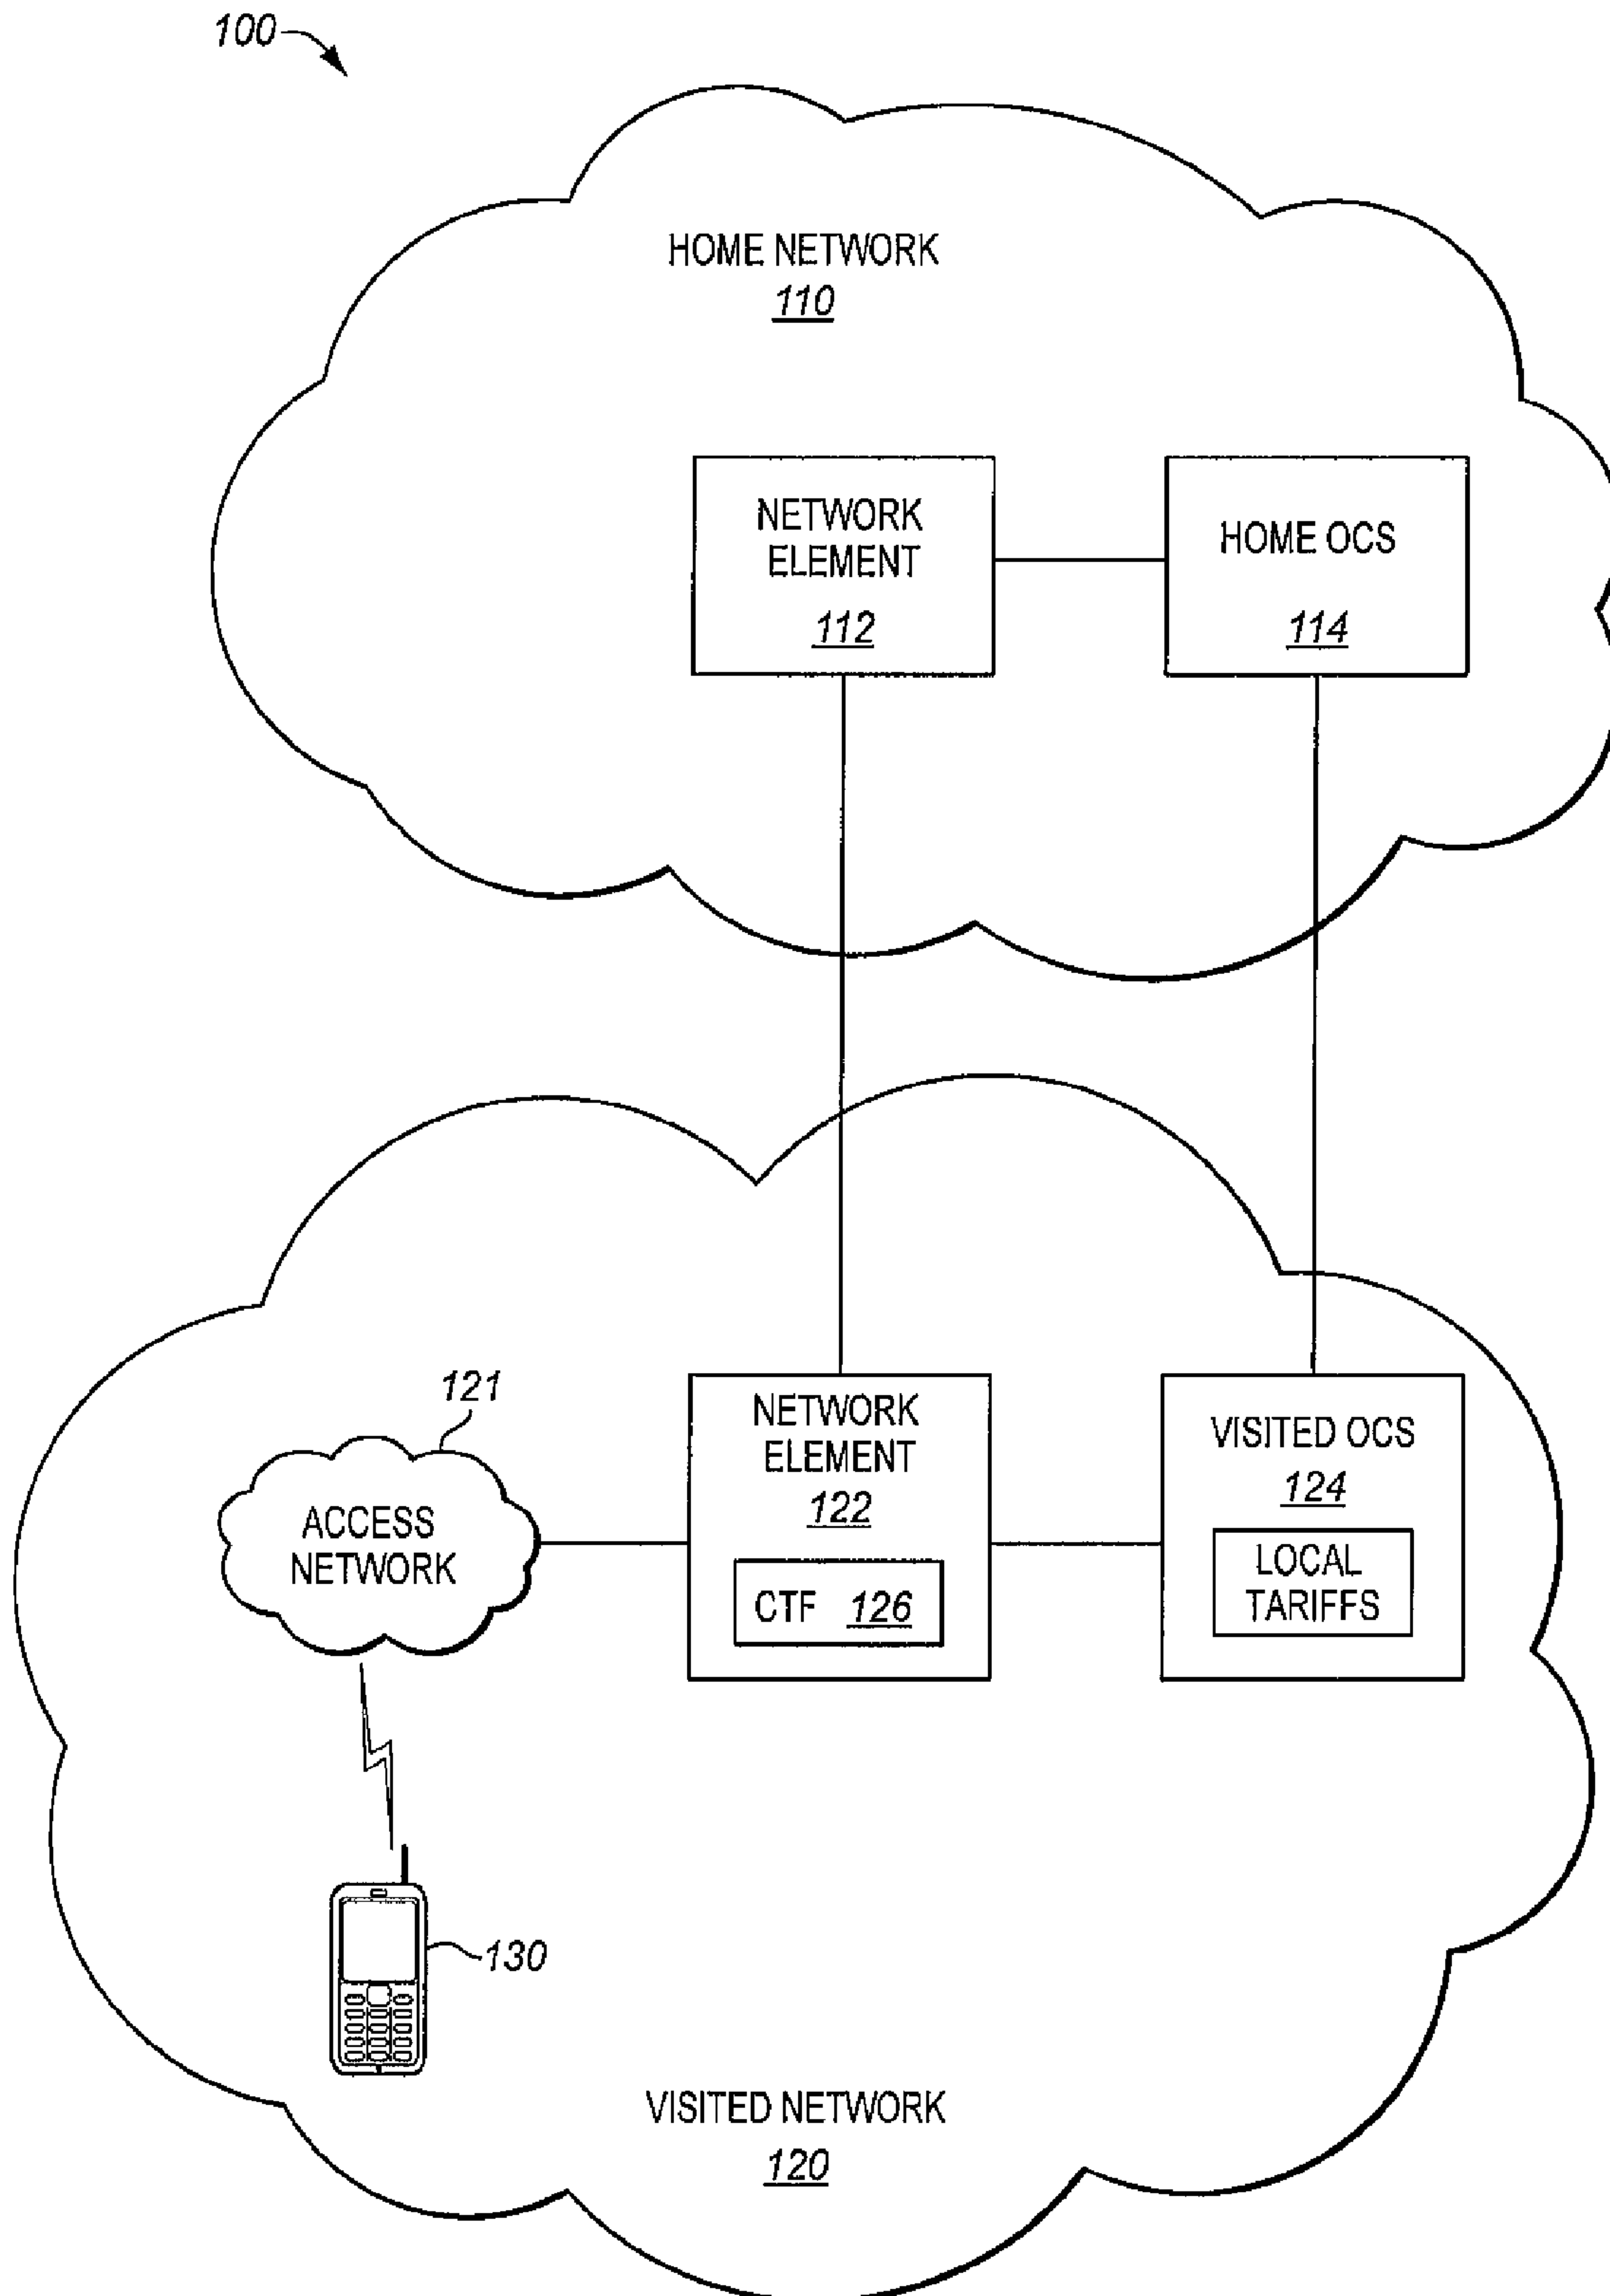 100
HOME NETWORK
110
NETWORK
ELEMENT
112
HOME OCS
114
121
ACCESS
NETWORK
NETWORK
ELEMENT
122
CTF 126
VISITED OCS
124
LOCAL
TARIFFS
130
VISITED NETWORK
120